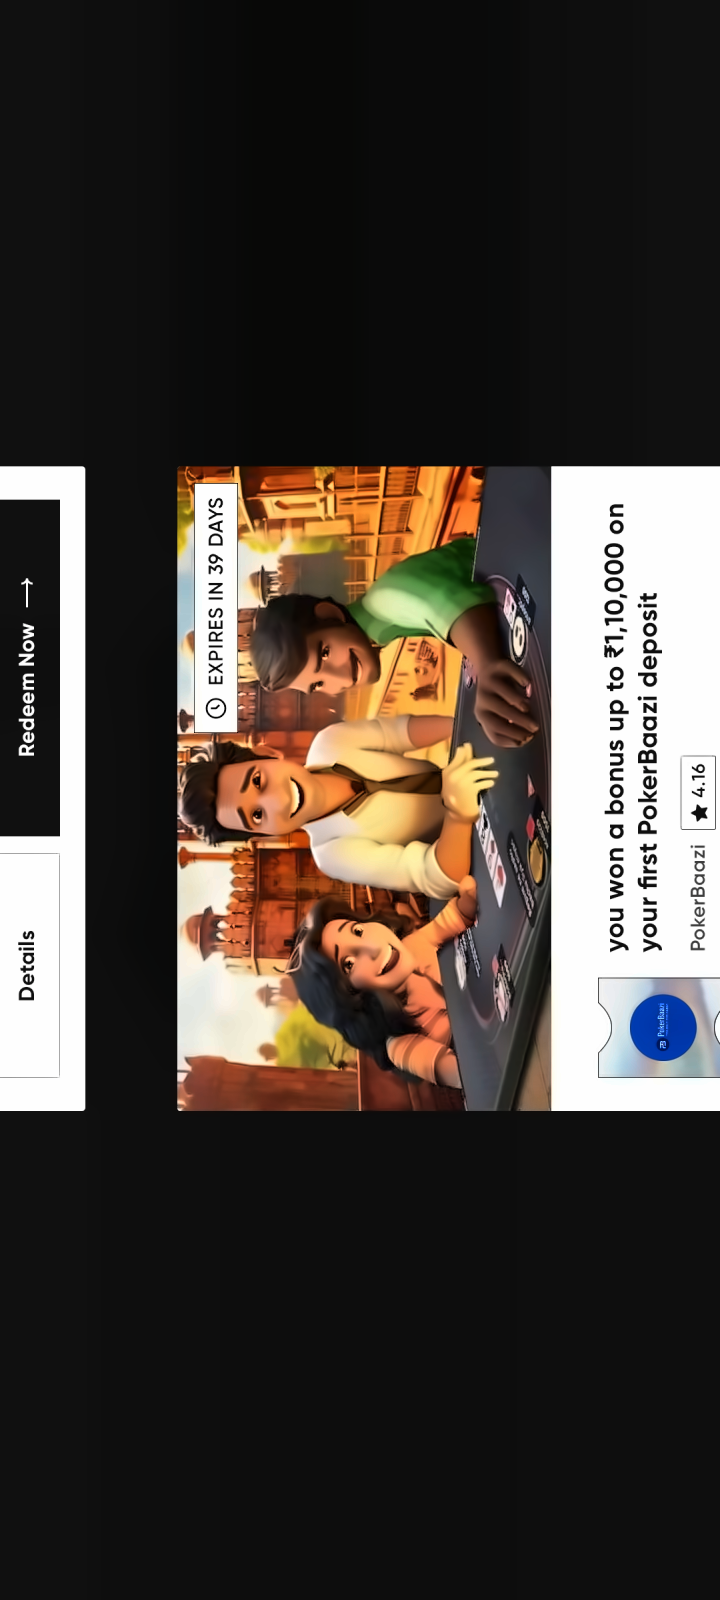 Details
Redeem Now →
EXPIRES IN 39 DAYS
you won a bonus up to ₹1,10,000 on
your first PokerBaazi deposit
PokerBaazi
★ 4.16
PokerBaazi